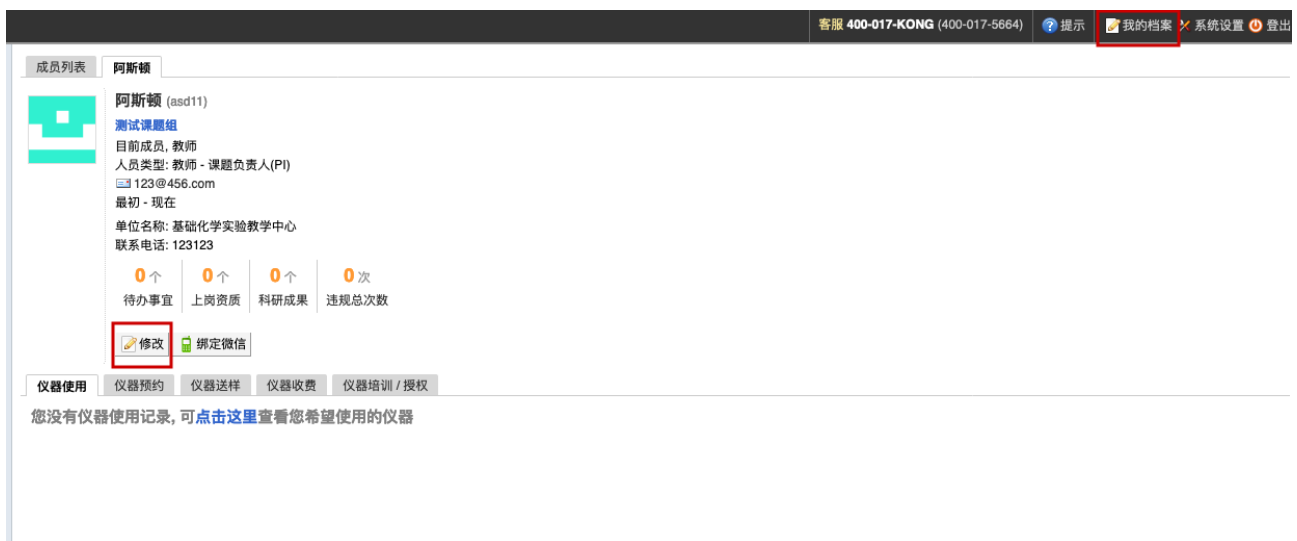 客服 400-017-KONG (400-017-5664) 提示 我的档案 系统设置 登出
成员列表 阿斯顿
阿斯顿 (asd11)
测试课题组
目前成员, 教师
人员类型: 教师 - 课题负责人(PI)
123@456.com
最初 - 现在
单位名称: 基础化学实验教学中心
联系电话: 123123
0 个 0 个 0 个 0 次
待办事宜 上岗资质 科研成果 违规总次数
修改 绑定微信
仪器使用 仪器预约 仪器送样 仪器收费 仪器培训 / 授权
您没有仪器使用记录, 可点击这里查看您希望使用的仪器